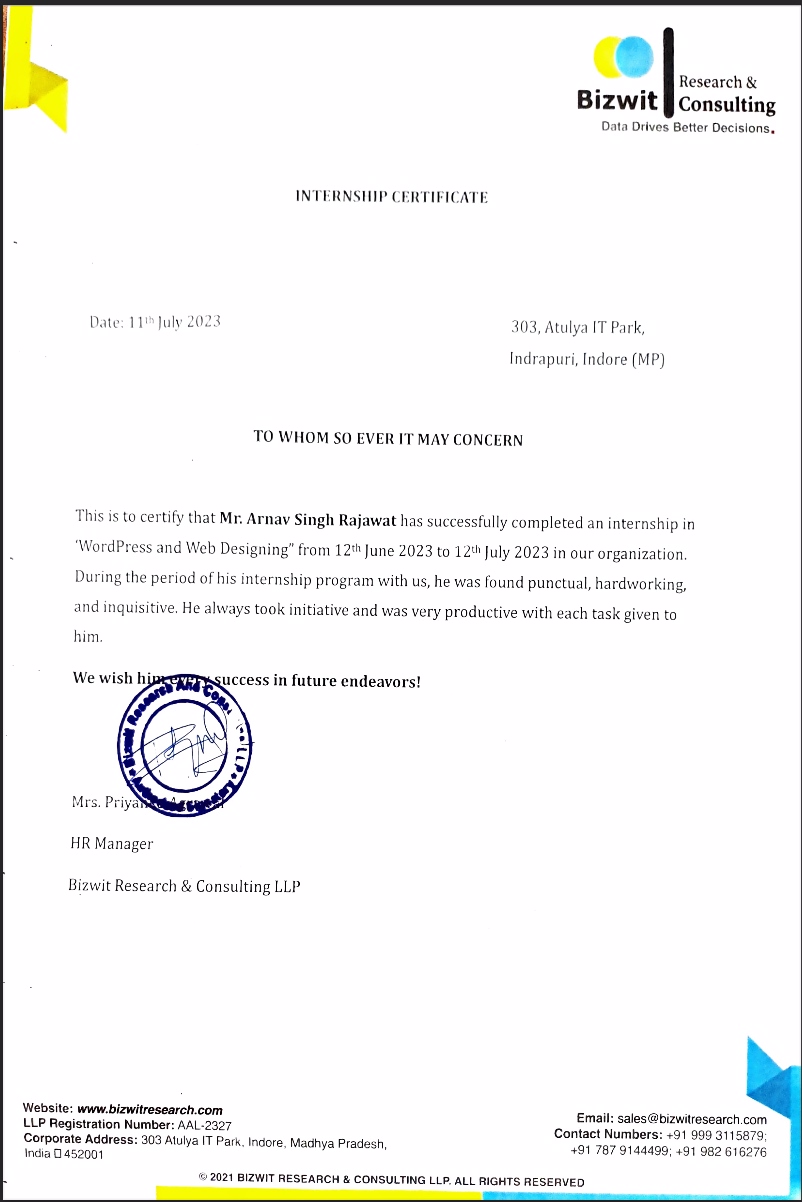 Bizwit Research &
Consulting
Data Drives Better Decisions.
INTERNSHIP CERTIFICATE
Date: 11th July 2023
303, Atulya IT Park,
Indrapuri, Indore (MP)
TO WHOM SO EVER IT MAY CONCERN
This is to certify that Mr. Arnav Singh Rajawat has successfully completed an internship in
'WordPress and Web Designing" from 12th June 2023 to 12th July 2023 in our organization.
During the period of his internship program with us, he was found punctual, hardworking,
and inquisitive. He always took initiative and was very productive with each task given to
him.
We wish him every success in future endeavors!
Bizwit Research And LLP
Mrs.
HR Manager
Bizwit Research & Consulting LLP
Website: www.bizwitresearch.com
LLP Registration Number: AAL-2327
Corporate Address: 303 Atulya IT Park, Indore, Madhya Pradesh,
India 452001
Email: sales@bizwitresearch.com
Contact Numbers: +91 999 3115879;
+91 787 9144499; +91 982 616276
© 2021 BIZWIT RESEARCH & CONSULTING LLP. ALL RIGHTS RESERVED